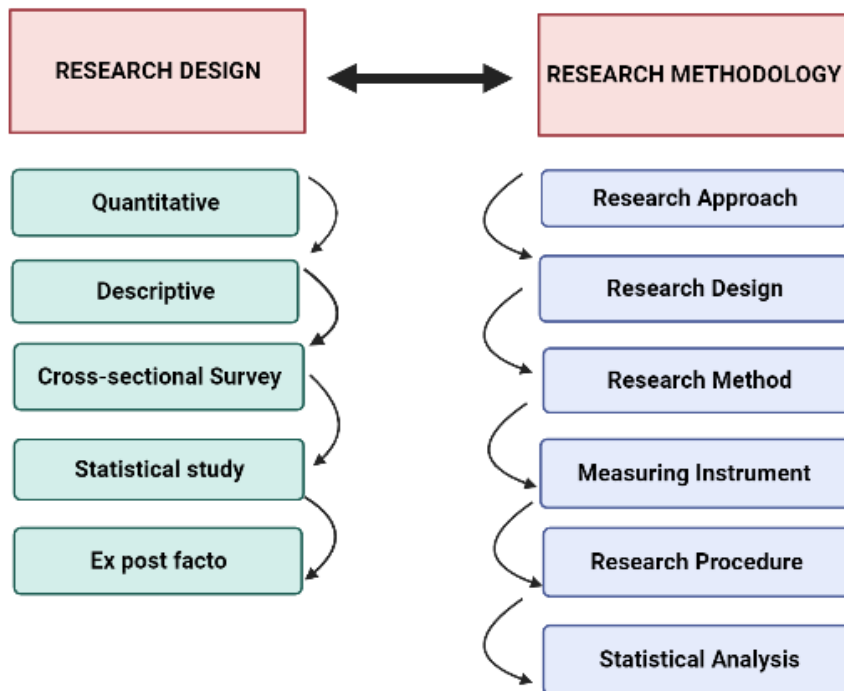 RESEARCH DESIGN
RESEARCH METHODOLOGY
Quantitative
Descriptive
Cross-sectional Survey
Statistical study
Ex post facto
Research Approach
Research Design
Research Method
Measuring Instrument
Research Procedure
Statistical Analysis